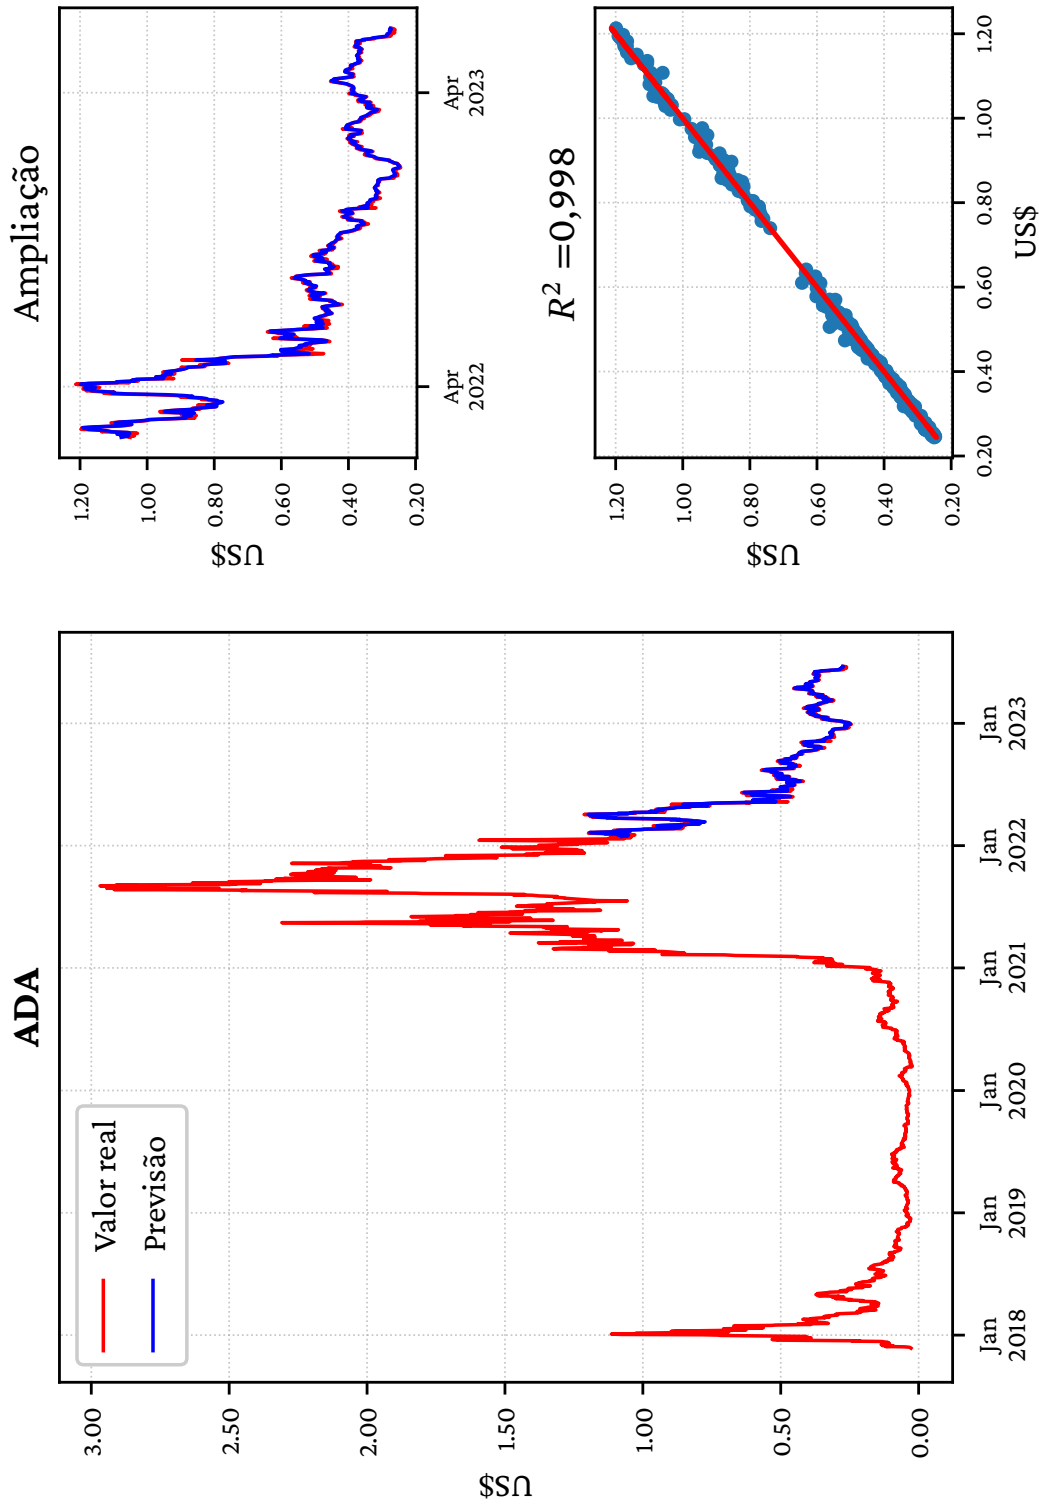 ADA
US$
3.00
2.50
2.00
1.50
1.00
0.50
0.00
Valor real
Previsão
Jan
2018
Jan
2019
Jan
2020
Jan
2021
Jan
2022
Jan
2023
Ampliação
US$
1.20
1.00
0.80
0.60
0.40
0.20
Apr
2022
Apr
2023
R² =0,998
US$
1.20
1.00
0.80
0.60
0.40
0.20
0.20
0.40
0.60
0.80
1.00
1.20
US$